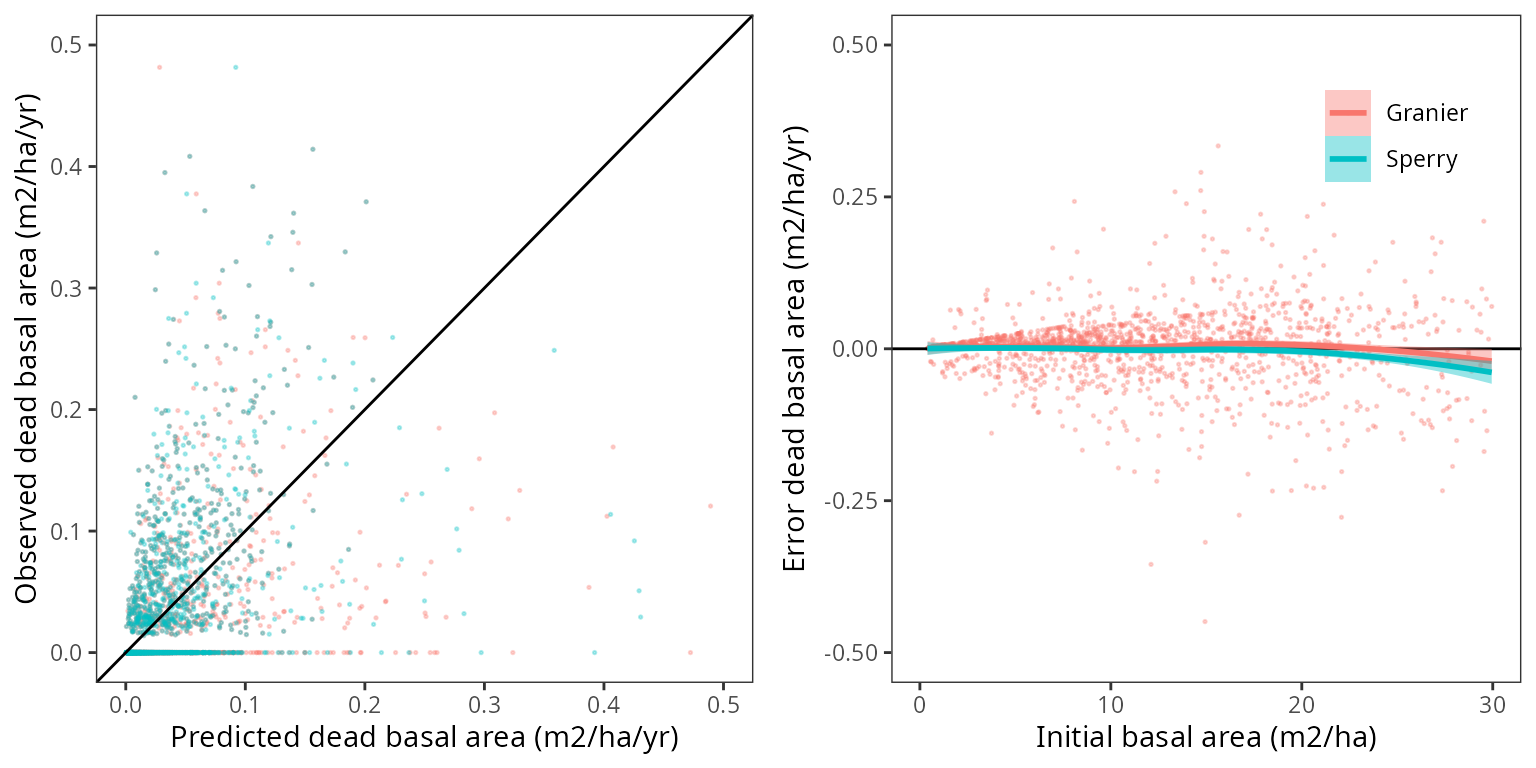 Observed dead basal area (m2/ha/yr)
0.5
0.4
0.3
0.2
0.1
0.0
0.0 0.1 0.2 0.3 0.4 0.5
Predicted dead basal area (m2/ha/yr)
Error dead basal area (m2/ha/yr)
0.50
0.25
0.00
-0.25
-0.50
Granier
Sperry
0 10 20 30
Initial basal area (m2/ha)